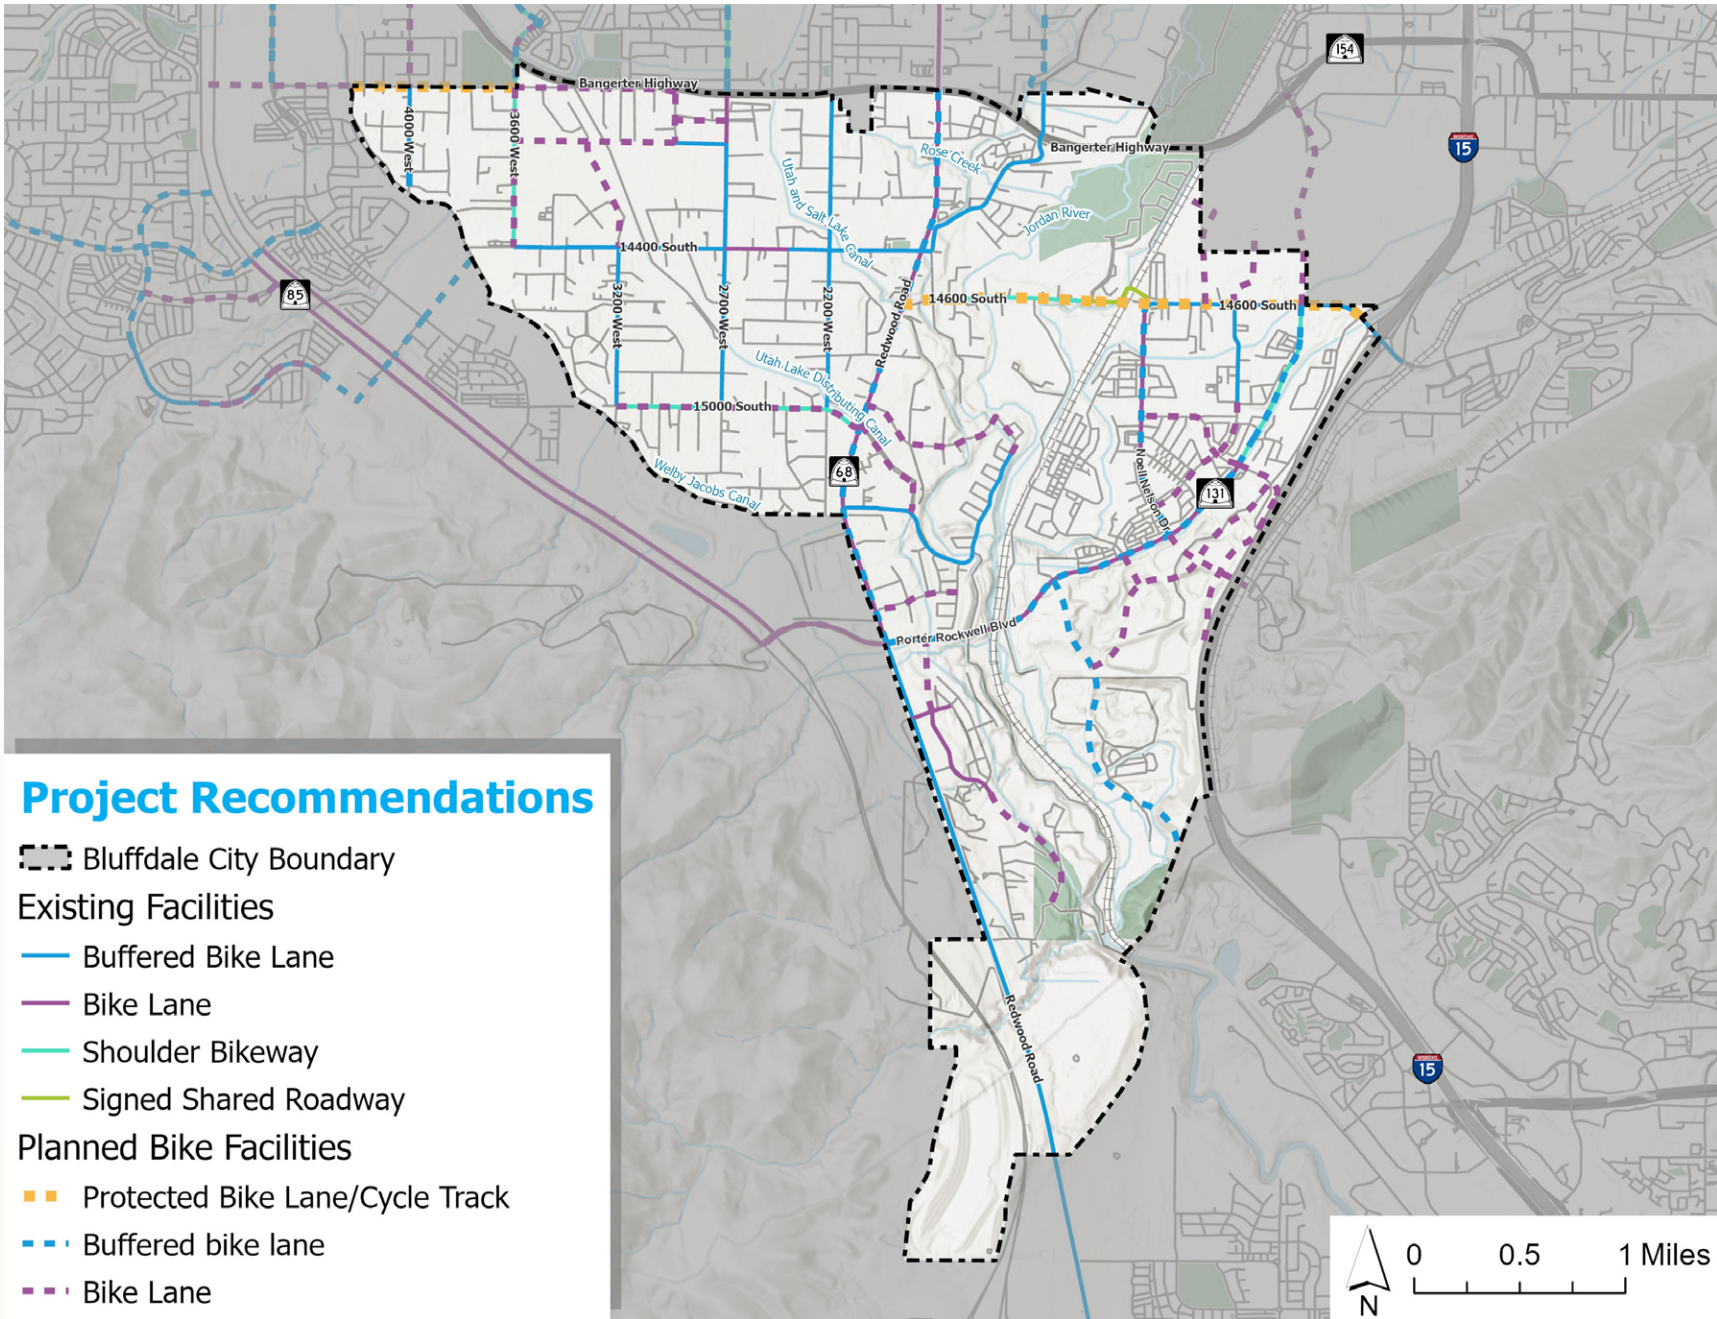 154
Bangerter Highway
4000 West
3600 West
15
Bangerter Highway
Rose Creek
Utah and Salt Lake Canal
Jordan River
14400 South
85
3200 West
2700 West
2200 West
Redwood Road
14600 South
14600 South
Utah Lake Distributing Canal
15000 South
68
Welby Jacobs Canal
Noell Nelson Dr
131
Porter Rockwell Blvd
Redwood Road
15
Project Recommendations
Bluffdale City Boundary
Existing Facilities
Buffered Bike Lane
Bike Lane
Shoulder Bikeway
Signed Shared Roadway
Planned Bike Facilities
Protected Bike Lane/Cycle Track
Buffered bike lane
Bike Lane
0 0.5 1 Miles
N